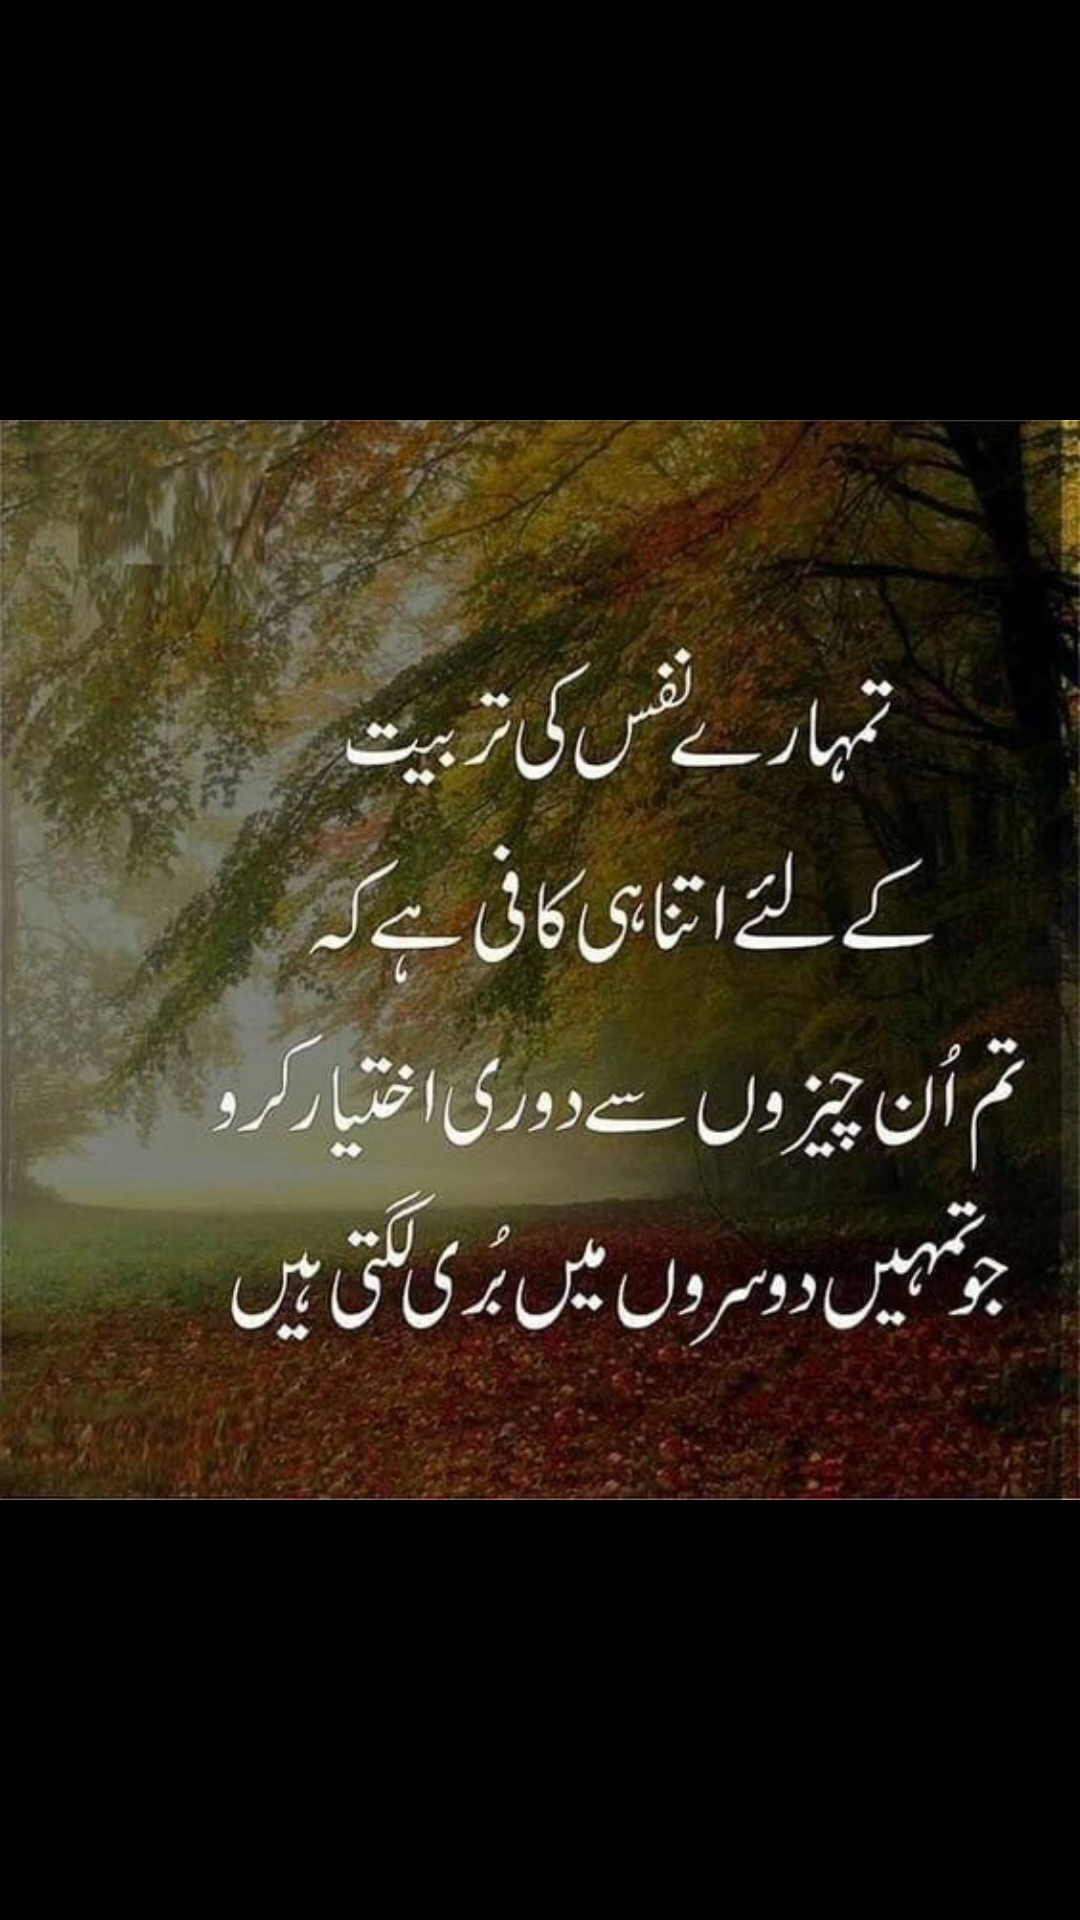 تمہارے نفس کی تربیت
کے لئے اتنا ہی کافی ہے کہ
تم اُن چیزوں سے دوری اختیار کرو
جو تمہیں دوسروں میں بُری لگتی ہیں